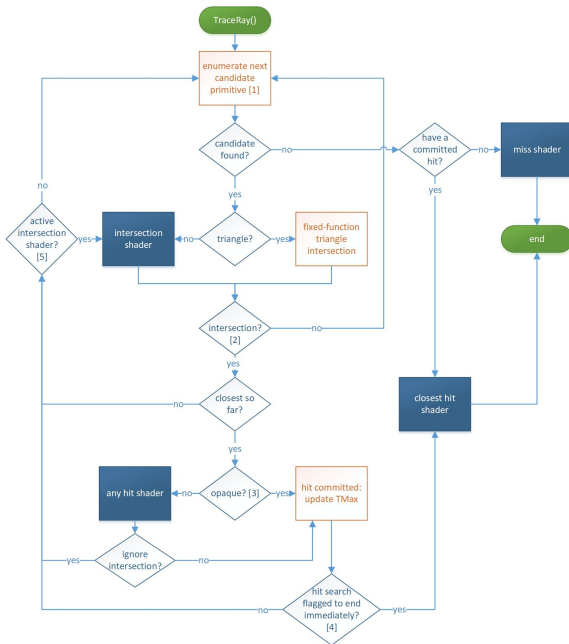 TraceRay()
enumerate next
candidate
primitive [1]
candidate
found?
no
have a
committed
hit?
no
miss shader
no
yes
yes
active
intersection
shader?
[5]
yes
intersection
shader
no
triangle?
yes
fixed-function
triangle
intersection
end
intersection?
[2]
no
yes
closest so
far?
no
closest hit
shader
yes
any hit shader
no
opaque? [3]
yes
hit committed:
update TMax
yes
ignore
intersection?
no
no
hit search
flagged to end
immediately?
[4]
yes